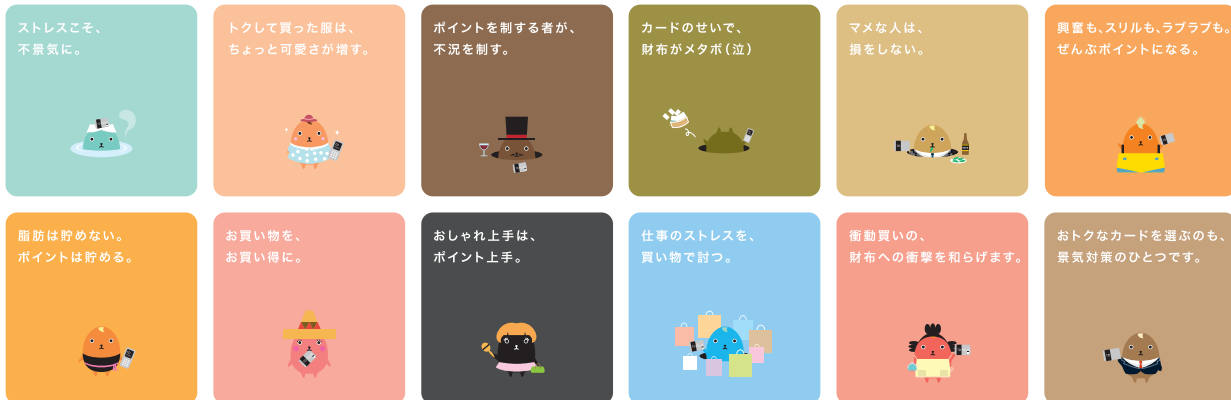 ストレスこそ、
不景気に。
トクして買った服は、
ちょっと可愛さが増す。
ポイントを制する者が、
不況を制す。
カードのせいで、
財布がメタボ(泣)
マメな人は、
損をしない。
興奮も、スリルも、ラブラブも。
ぜんぶポイントになる。
脂肪は貯めない。
ポイントは貯める。
お買い物を、
お買い得に。
おしゃれ上手は、
ポイント上手。
仕事のストレスを、
買い物で討つ。
衝動買いの、
財布への衝撃を和らげます。
おトクなカードを選ぶのも、
景気対策のひとつです。